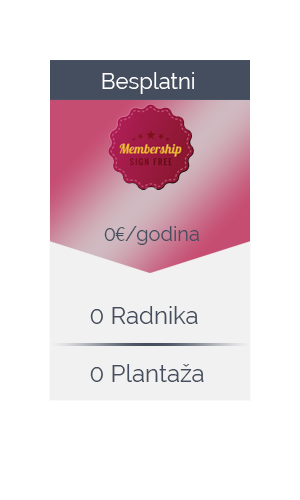 Besplatni
Membership
SIGN FREE
0€/godina
0 Radnika
0 Plantaža